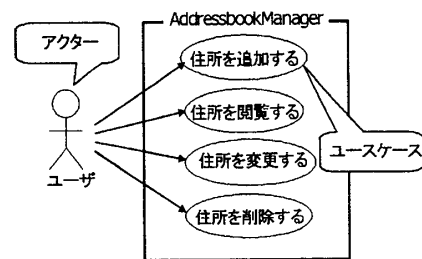 AddressbookManager
アクター
住所を追加する
住所を閲覧する
ユースケース
住所を変更する
ユーザ
住所を削除する